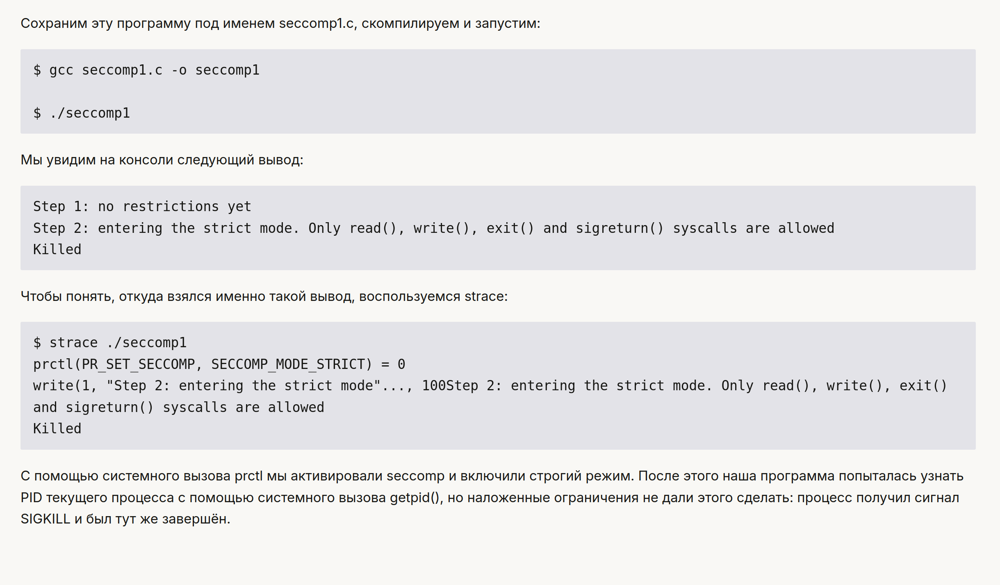 Сохраним эту программу под именем seccomp1.c, скомпилируем и запустим:
$ gcc seccomp1.c -o seccomp1
$ ./seccomp1
Мы увидим на консоли следующий вывод:
Step 1: no restrictions yet
Step 2: entering the strict mode. Only read(), write(), exit() and sigreturn() syscalls are allowed
Killed
Чтобы понять, откуда взялся именно такой вывод, воспользуемся strace:
$ strace ./seccomp1
prctl(PR_SET_SECCOMP, SECCOMP_MODE_STRICT) = 0
write(1, "Step 2: entering the strict mode"..., 100Step 2: entering the strict mode. Only read(), write(), exit()
and sigreturn() syscalls are allowed
Killed
С помощью системного вызова prctl мы активировали seccomp и включили строгий режим. После этого наша программа попыталась узнать
PID текущего процесса с помощью системного вызова getpid(), но наложенные ограничения не дали этого сделать: процесс получил сигнал
SIGKILL и был тут же завершён.